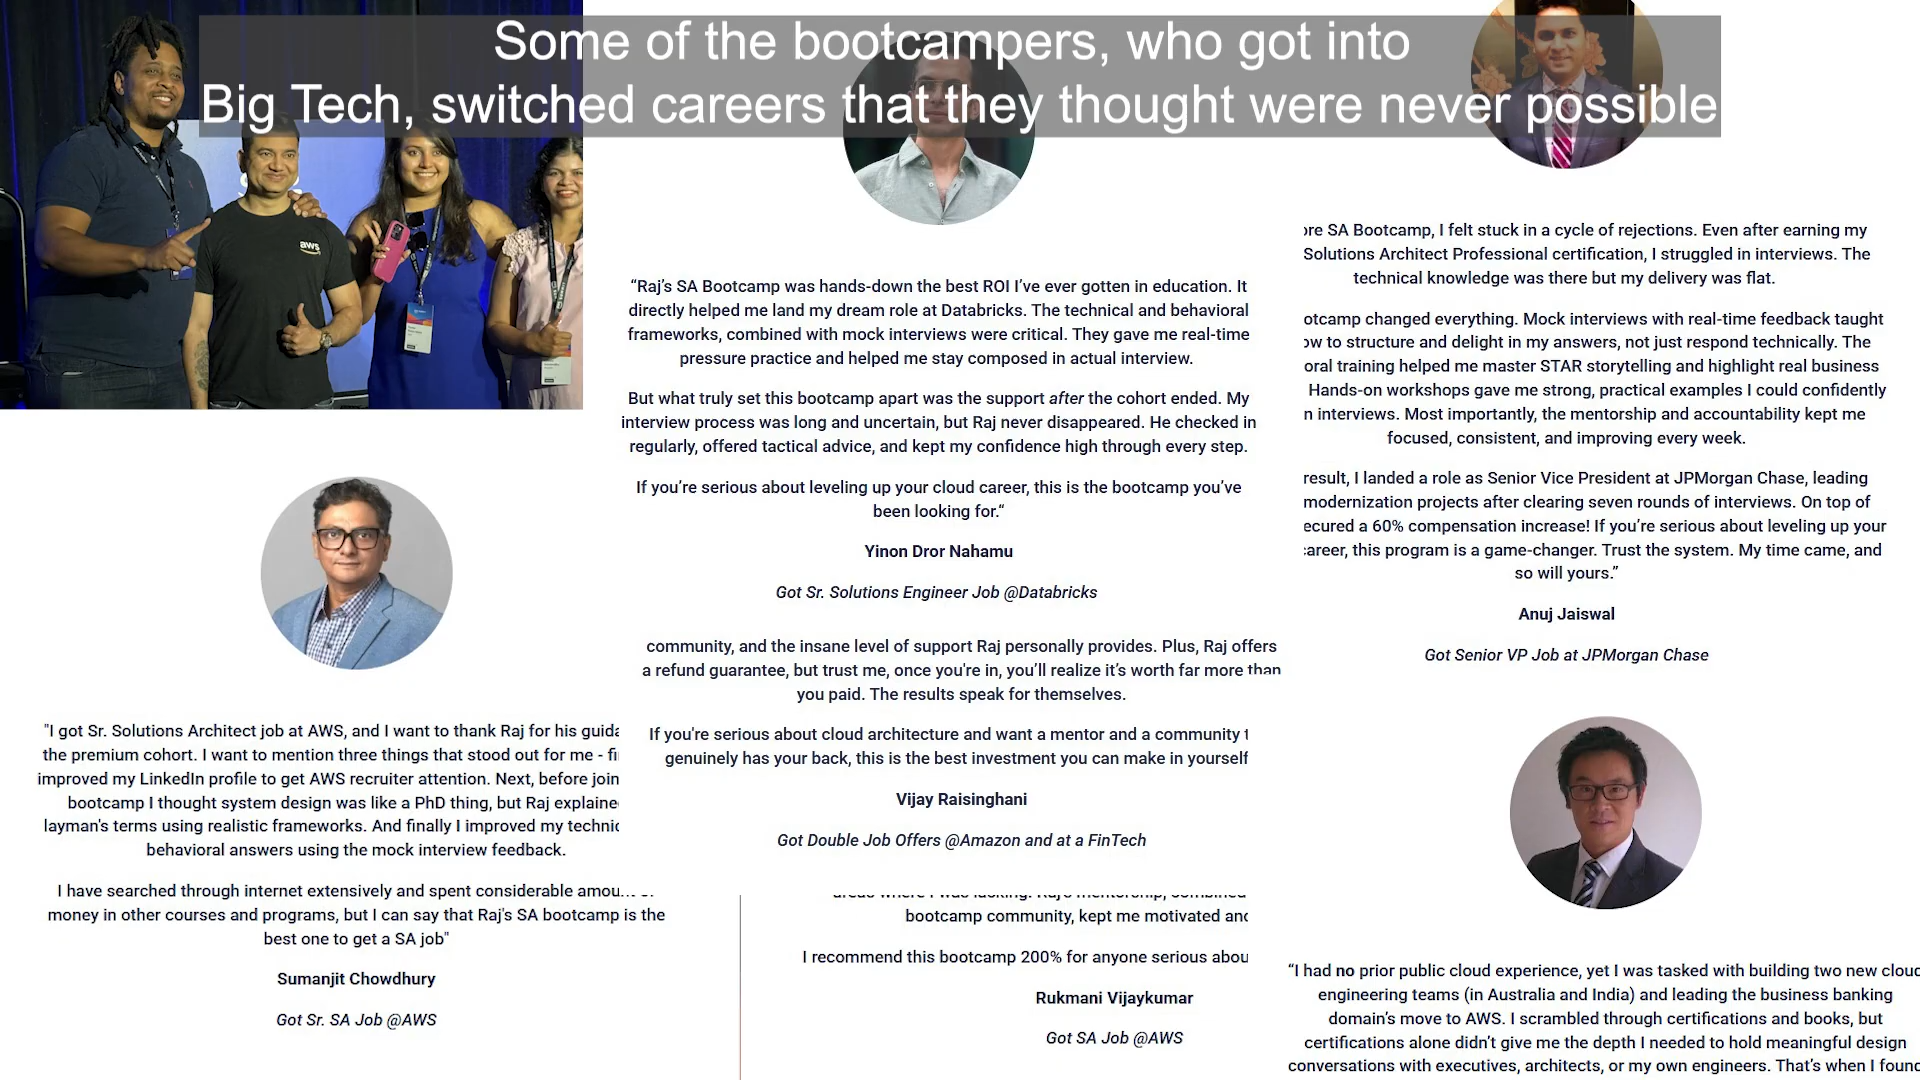 Some of the bootcampers, who got into
Big Tech, switched careers that they thought were never possible
aws
"I got Sr. Solutions Architect job at AWS, and I want to thank Raj for his
the premium cohort. I want to mention three things that stood out for me -
improved my LinkedIn profile to get AWS recruiter attention. Next, before
bootcamp I thought system design was like a PhD thing, but Raj
layman's terms using realistic frameworks. And finally I improved my
behavioral answers using the mock interview feedback.
I have searched through internet extensively and spent considerable
money in other courses and programs, but I can say that Raj's SA bootcamp is the
best one to get a SA job"
Sumanjit Chowdhury
Got Sr. SA Job @AWS
“Raj’s SA Bootcamp was hands-down the best ROI I’ve ever gotten in education. It
directly helped me land my dream role at Databricks. The technical and behavioral
frameworks, combined with mock interviews were critical. They gave me real-time
pressure practice and helped me stay composed in actual interview.
But what truly set this bootcamp apart was the support after the cohort ended. My
interview process was long and uncertain, but Raj never disappeared. He checked in
regularly, offered tactical advice, and kept my confidence high through every step.
If you’re serious about leveling up your cloud career, this is the bootcamp you’ve
been looking for.“
Yinon Dror Nahamu
Got Sr. Solutions Engineer Job @Databricks
community, and the insane level of support Raj personally provides. Plus, Raj offers
a refund guarantee, but trust me, once you're in, you’ll realize it’s worth far more than
you paid. The results speak for themselves.
If you're serious about cloud architecture and want a mentor and a community
genuinely has your back, this is the best investment you can make in yourself
Vijay Raisinghani
Got Double Job Offers @Amazon and at a FinTech
areas where I was lacking. Raj's mentorship, combined
bootcamp community, kept me motivated
I recommend this bootcamp 200% for anyone serious
Rukmani Vijaykumar
Got SA Job @AWS
SA Bootcamp, I felt stuck in a cycle of rejections. Even after earning my
Solutions Architect Professional certification, I struggled in interviews. The
technical knowledge was there but my delivery was flat.
changed everything. Mock interviews with real-time feedback taught
to structure and delight in my answers, not just respond technically. The
training helped me master STAR storytelling and highlight real business
Hands-on workshops gave me strong, practical examples I could confidently
interviews. Most importantly, the mentorship and accountability kept me
focused, consistent, and improving every week.
result, I landed a role as Senior Vice President at JPMorgan Chase, leading
modernization projects after clearing seven rounds of interviews. On top of
a 60% compensation increase! If you’re serious about leveling up your
career, this program is a game-changer. Trust the system. My time came, and
so will yours.”
Anuj Jaiswal
Got Senior VP Job at JPMorgan Chase
“I had no prior public cloud experience, yet I was tasked with building two new cloud
engineering teams (in Australia and India) and leading the business banking
domain’s move to AWS. I scrambled through certifications and books, but
certifications alone didn’t give me the depth I needed to hold meaningful design
conversations with executives, architects, or my own engineers. That’s when I found